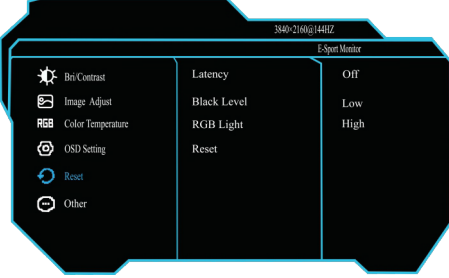 3840×2160@144HZ
E-Sport Monitor
Bri/Contrast
Image Adjust
RGB Color Temperature
OSD Setting
Reset
Other
Latency
Black Level
RGB Light
Reset
Off
Low
High